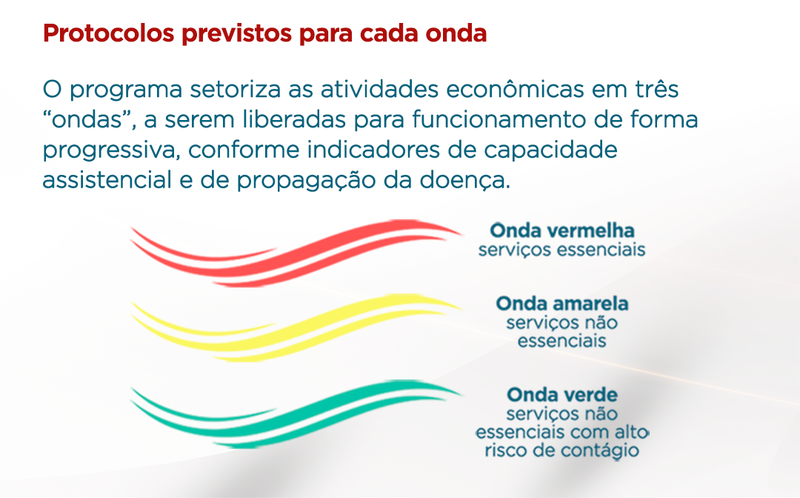 Protocolos previstos para cada onda
O programa setoriza as atividades econômicas em três
“ondas”, a serem liberadas para funcionamento de forma
progressiva, conforme indicadores de capacidade
assistencial e de propagação da doença.
Onda vermelha
serviços essenciais
Onda amarela
serviços não
essenciais
Onda verde
serviços não
essenciais com alto
risco de contágio